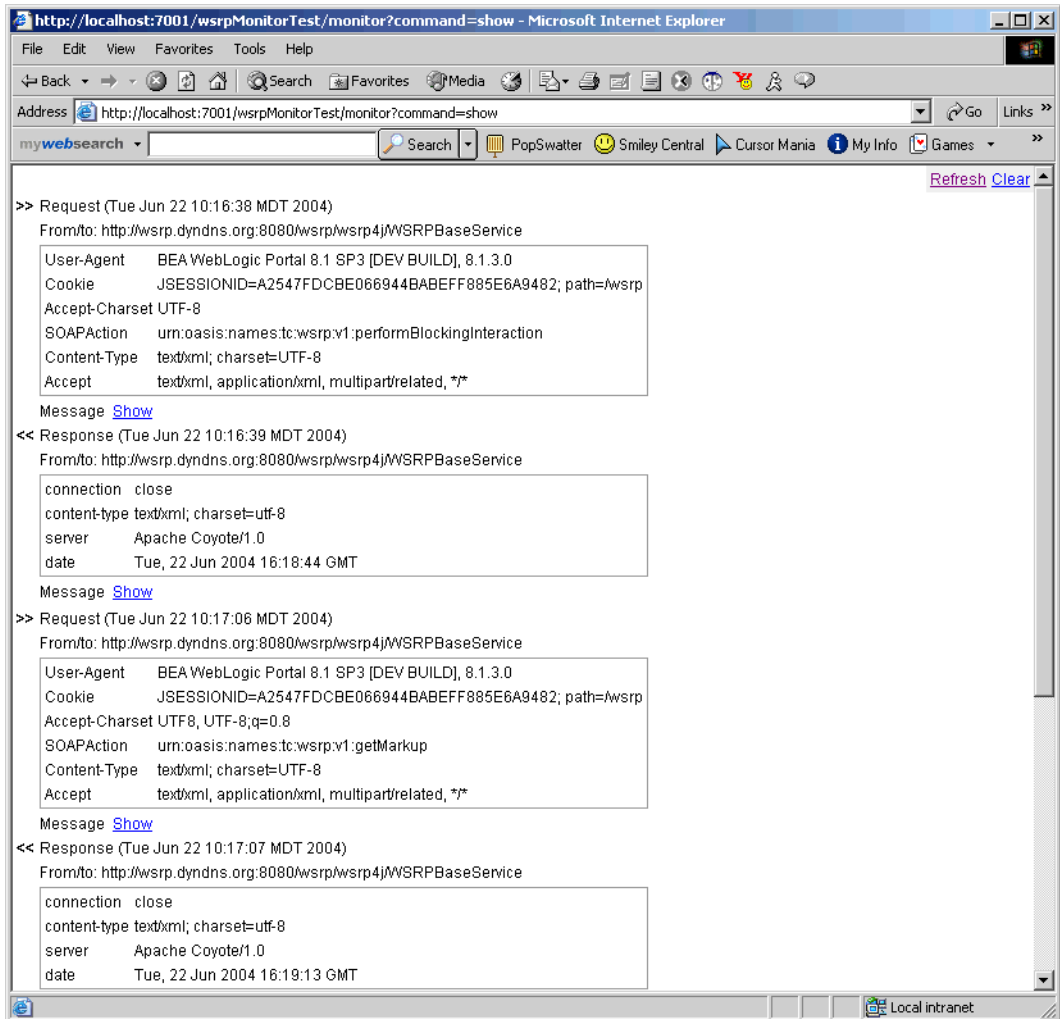 http://localhost:7001/wsrpMonitorTest/monitor?command=show - Microsoft Internet Explorer
File Edit View Favorites Tools Help
Back Search Favorites Media
Address http://localhost:7001/wsrpMonitorTest/monitor?command=show Go Links »
mywebsearch Search PopSwatter Smiley Central Cursor Mania My Info Games »
Refresh Clear
>> Request (Tue Jun 22 10:16:38 MDT 2004)
From/to: http://wsrp.dyndns.org:8080/wsrp/wsrp4j/WSRPBaseService
User-Agent BEA WebLogic Portal 8.1 SP3 [DEV BUILD], 8.1.3.0
Cookie JSESSIONID=A2547FDCBE066944BABEFF885E6A9482; path=/wsrp
Accept-Charset UTF-8
SOAPAction urn:oasis:names:tc:wsrp:v1:performBlockingInteraction
Content-Type text/xml; charset=UTF-8
Accept text/xml, application/xml, multipart/related, */*
Message Show
<< Response (Tue Jun 22 10:16:39 MDT 2004)
From/to: http://wsrp.dyndns.org:8080/wsrp/wsrp4j/WSRPBaseService
connection close
content-type text/xml; charset=utf-8
server Apache Coyote/1.0
date Tue, 22 Jun 2004 16:18:44 GMT
Message Show
>> Request (Tue Jun 22 10:17:06 MDT 2004)
From/to: http://wsrp.dyndns.org:8080/wsrp/wsrp4j/WSRPBaseService
User-Agent BEA WebLogic Portal 8.1 SP3 [DEV BUILD], 8.1.3.0
Cookie JSESSIONID=A2547FDCBE066944BABEFF885E6A9482; path=/wsrp
Accept-Charset UTF8, UTF-8;q=0.8
SOAPAction urn:oasis:names:tc:wsrp:v1:getMarkup
Content-Type text/xml; charset=UTF-8
Accept text/xml, application/xml, multipart/related, */*
Message Show
<< Response (Tue Jun 22 10:17:07 MDT 2004)
From/to: http://wsrp.dyndns.org:8080/wsrp/wsrp4j/WSRPBaseService
connection close
content-type text/xml; charset=utf-8
server Apache Coyote/1.0
date Tue, 22 Jun 2004 16:19:13 GMT
Local intranet